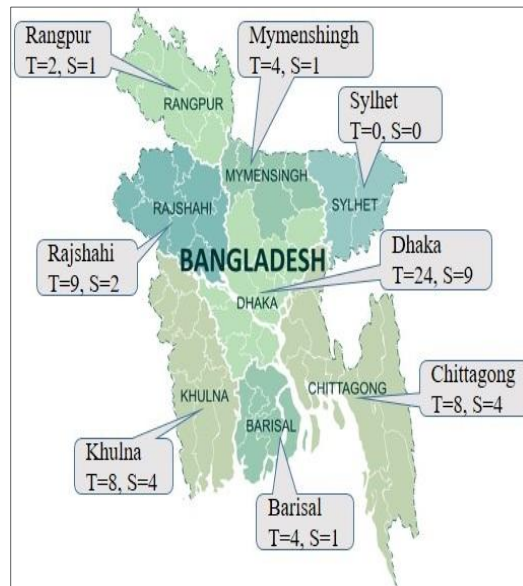 Rangpur
T=2, S=1
Mymenshingh
T=4, S=1
Sylhet
T=0, S=0
RANGPUR
MYMENSINGH
SYLHET
RAJSHAHI
Rajshahi
T=9, S=2
BANGLADESH
Dhaka
T=24, S=9
DHAKA
Chittagong
T=8, S=4
KHULNA
CHITTAGONG
BARISAL
Khulna
T=8, S=4
Barisal
T=4, S=1